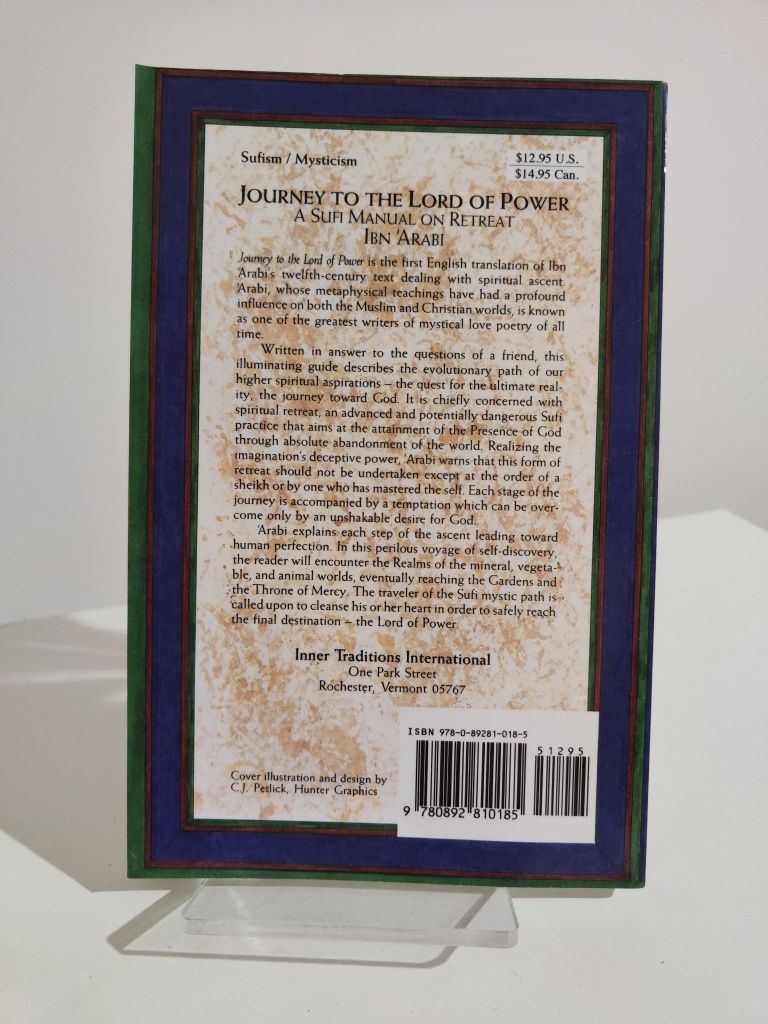 Sufism / Mysticism
$12.95 U.S.
$14.95 Can.
JOURNEY TO THE LORD OF POWER
A SUFI MANUAL ON RETREAT
IBN 'ARABI
Journey to the Lord of Power is the first English translation of Ibn
'Arabi's twelfth-century text dealing with spiritual ascent.
'Arabi, whose metaphysical teachings have had a profound
influence on both the Muslim and Christian worlds, is known
as one of the greatest writers of mystical love poetry of all
time.
Written in answer to the questions of a friend, this
illuminating guide describes the evolutionary path of our
higher spiritual aspirations – the quest for the ultimate real-
ity, the journey toward God. It is chiefly concerned with
spiritual retreat, an advanced and potentially dangerous Sufi
practice that aims at the attainment of the Presence of God
through absolute abandonment of the world. Realizing the
imagination's deceptive power, 'Arabi warns that this form of
retreat should not be undertaken except at the order of a
sheikh or by one who has mastered the self. Each stage of the
journey is accompanied by a temptation which can be over-
come only by an unshakable desire for God.
'Arabi explains each step of the ascent leading toward
human perfection. In this perilous voyage of self-discovery,
the reader will encounter the Realms of the mineral, vegeta-
ble, and animal worlds, eventually reaching the Gardens and
the Throne of Mercy. The traveler of the Sufi mystic path is
called upon to cleanse his or her heart in order to safely reach
the final destination – the Lord of Power.
Inner Traditions International
One Park Street
Rochester, Vermont 05767
ISBN 978-0-89281-018-5
51295
9 780892 810185
Cover illustration and design by
C.J. Petlick, Hunter Graphics